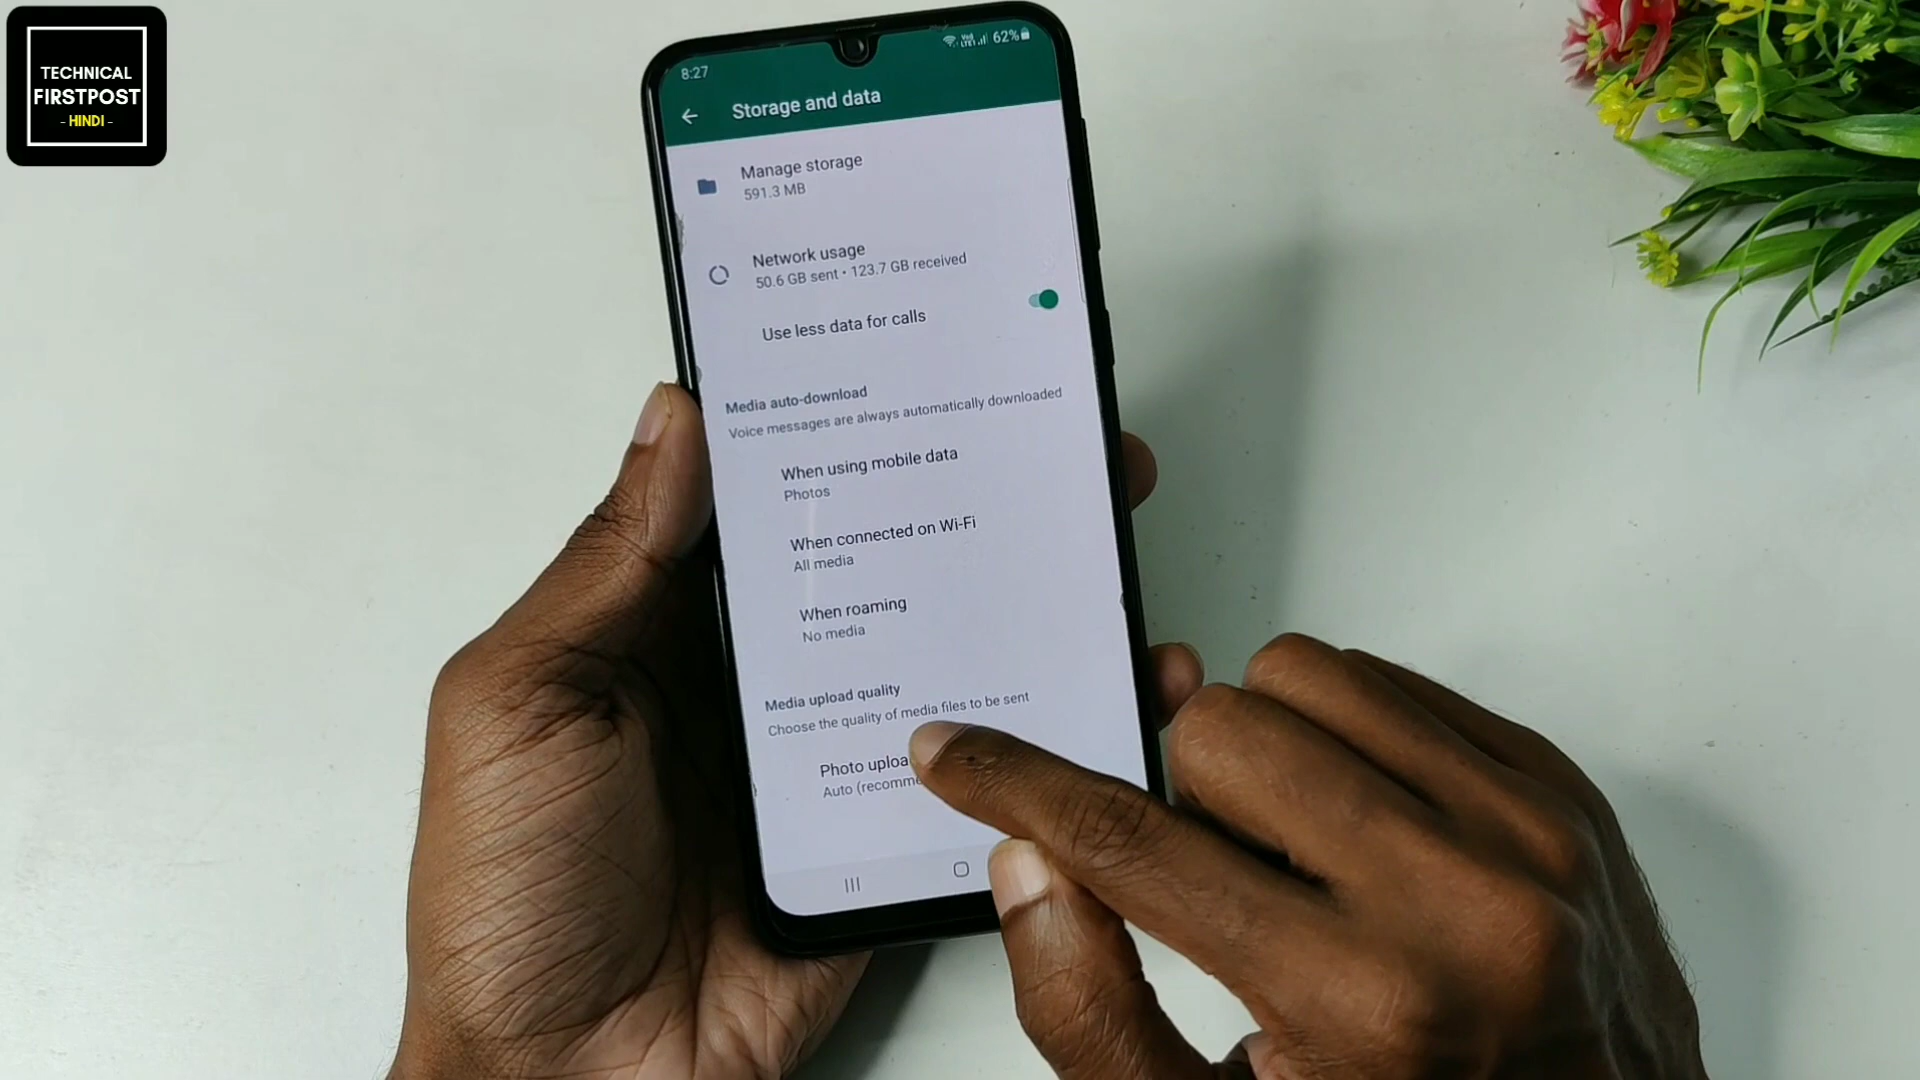 TECHNICAL
FIRSTPOST
- HINDI -
8:27
62%
Storage and data
Manage storage
591.3 MB
Network usage
50.6 GB sent • 123.7 GB received
Use less data for calls
Media auto-download
Voice messages are always automatically downloaded
When using mobile data
Photos
When connected on Wi-Fi
All media
When roaming
No media
Media upload quality
Choose the quality of media files to be sent
Photo
Auto